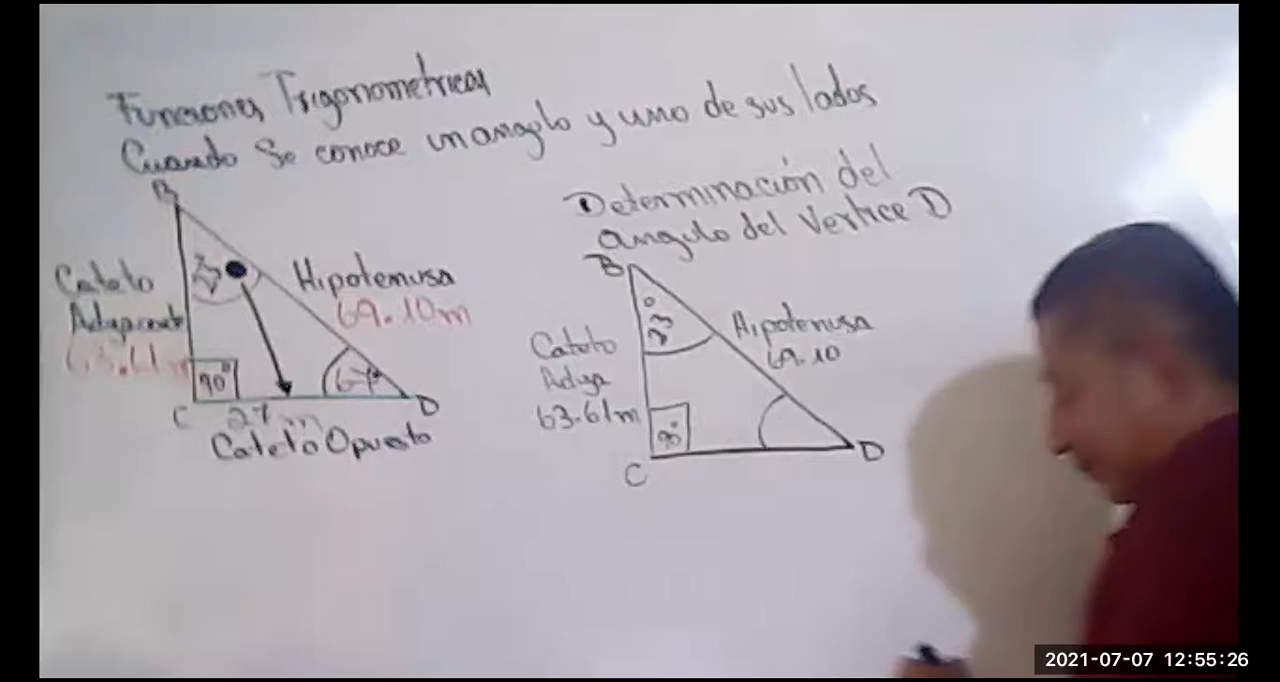 Funciones Trigonometricas
Cuando Se conoce un angulo y uno de sus lados
B
23°
Cateto
Adyacente
63.61m
Hipotenusa
69.10m
90°
67°
C
27 m
D
Cateto Opuesto
Determinación del
angulo del Vertice D
B
23°
Cateto
Adya
63.61m
Hipotenusa
69.10
90°
C
D
2021-07-07 12:55:26